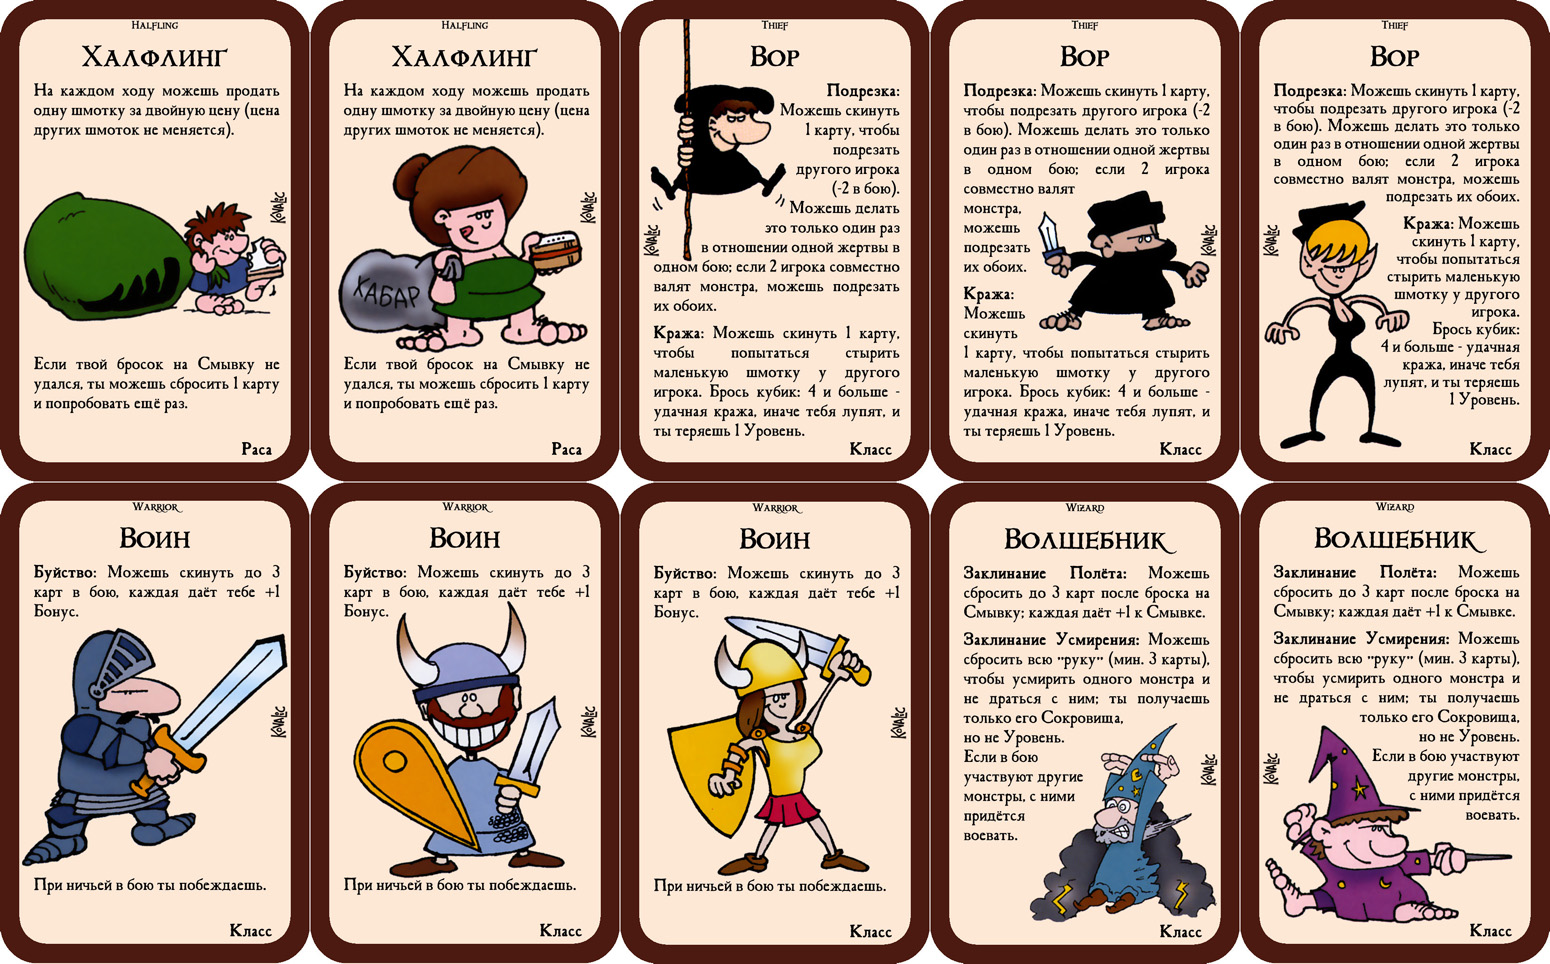 Halfling
Халфлинг
На каждом ходу можешь продать
одну шмотку за двойную цену (цена
других шмоток не меняется).
Kovalic
Если твой бросок на Смывку не
удался, ты можешь сбросить 1 карту
и попробовать ещё раз.
Раса
Halfling
Халфлинг
На каждом ходу можешь продать
одну шмотку за двойную цену (цена
других шмоток не меняется).
ХАБАР
Kovalic
Если твой бросок на Смывку не
удался, ты можешь сбросить 1 карту
и попробовать ещё раз.
Раса
Thief
Вор
Подрезка:
Можешь скинуть
1 карту, чтобы
подрезать
другого игрока
(-2 в бою).
Можешь делать
это только один раз
в отношении одной жертвы в
одном бою; если 2 игрока совместно
валят монстра, можешь подрезать
их обоих.
Kovalic
Кража: Можешь скинуть 1 карту,
чтобы попытаться стырить
маленькую шмотку у другого
игрока. Брось кубик: 4 и больше -
удачная кража, иначе тебя лупят, и
ты теряешь 1 Уровень.
Класс
Thief
Вор
Подрезка: Можешь скинуть 1 карту,
чтобы подрезать другого игрока (-2
в бою). Можешь делать это только
один раз в отношении одной жертвы
в одном бою; если 2 игрока
совместно валят
монстра,
можешь
подрезать
их обоих.
Kovalic
Кража:
Можешь
скинуть
1 карту, чтобы попытаться стырить
маленькую шмотку у другого
игрока. Брось кубик: 4 и больше -
удачная кража, иначе тебя лупят, и
ты теряешь 1 Уровень.
Класс
Thief
Вор
Подрезка: Можешь скинуть 1 карту,
чтобы подрезать другого игрока (-2
в бою). Можешь делать это только
один раз в отношении одной жертвы
в одном бою; если 2 игрока
совместно валят монстра, можешь
подрезать их обоих.
Kovalic
Кража: Можешь
скинуть 1 карту,
чтобы попытаться
стырить маленькую
шмотку у другого
игрока.
Брось кубик:
4 и больше - удачная
кража, иначе тебя
лупят, и ты теряешь
1 Уровень.
Класс
Warrior
Воин
Буйство: Можешь скинуть до 3
карт в бою, каждая даёт тебе +1
Бонус.
Kovalic
При ничьей в бою ты побеждаешь.
Класс
Warrior
Воин
Буйство: Можешь скинуть до 3
карт в бою, каждая даёт тебе +1
Бонус.
Kovalic
При ничьей в бою ты побеждаешь.
Класс
Warrior
Воин
Буйство: Можешь скинуть до 3
карт в бою, каждая даёт тебе +1
Бонус.
Kovalic
При ничьей в бою ты побеждаешь.
Класс
Wizard
Волшебник
Заклинание Полёта: Можешь
сбросить до 3 карт после броска на
Смывку; каждая даёт +1 к Смывке.
Заклинание Усмирения: Можешь
сбросить всю "руку" (мин. 3 карты),
чтобы усмирить одного монстра и
не драться с ним; ты получаешь
только его Сокровища,
но не Уровень.
Если в бою
участвуют другие
монстры, с ними
придётся
воевать.
Kovalic
Класс
Wizard
Волшебник
Заклинание Полёта: Можешь
сбросить до 3 карт после броска на
Смывку; каждая даёт +1 к Смывке.
Заклинание Усмирения: Можешь
сбросить всю "руку" (мин. 3 карты),
чтобы усмирить одного монстра и
не драться с ним; ты получаешь
только его Сокровища,
но не Уровень.
Если в бою участвуют
другие монстры,
с ними придётся
воевать.
Kovalic
Класс